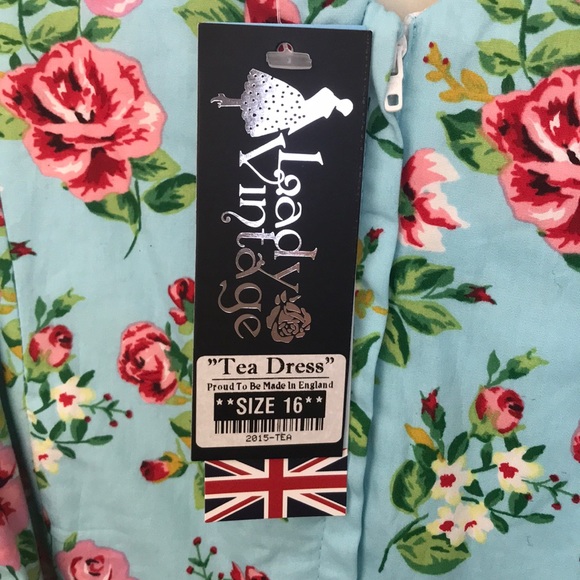 Lady
Vintage
"Tea Dress"
Proud To Be Made In England
**SIZE 16**
2015-TEA